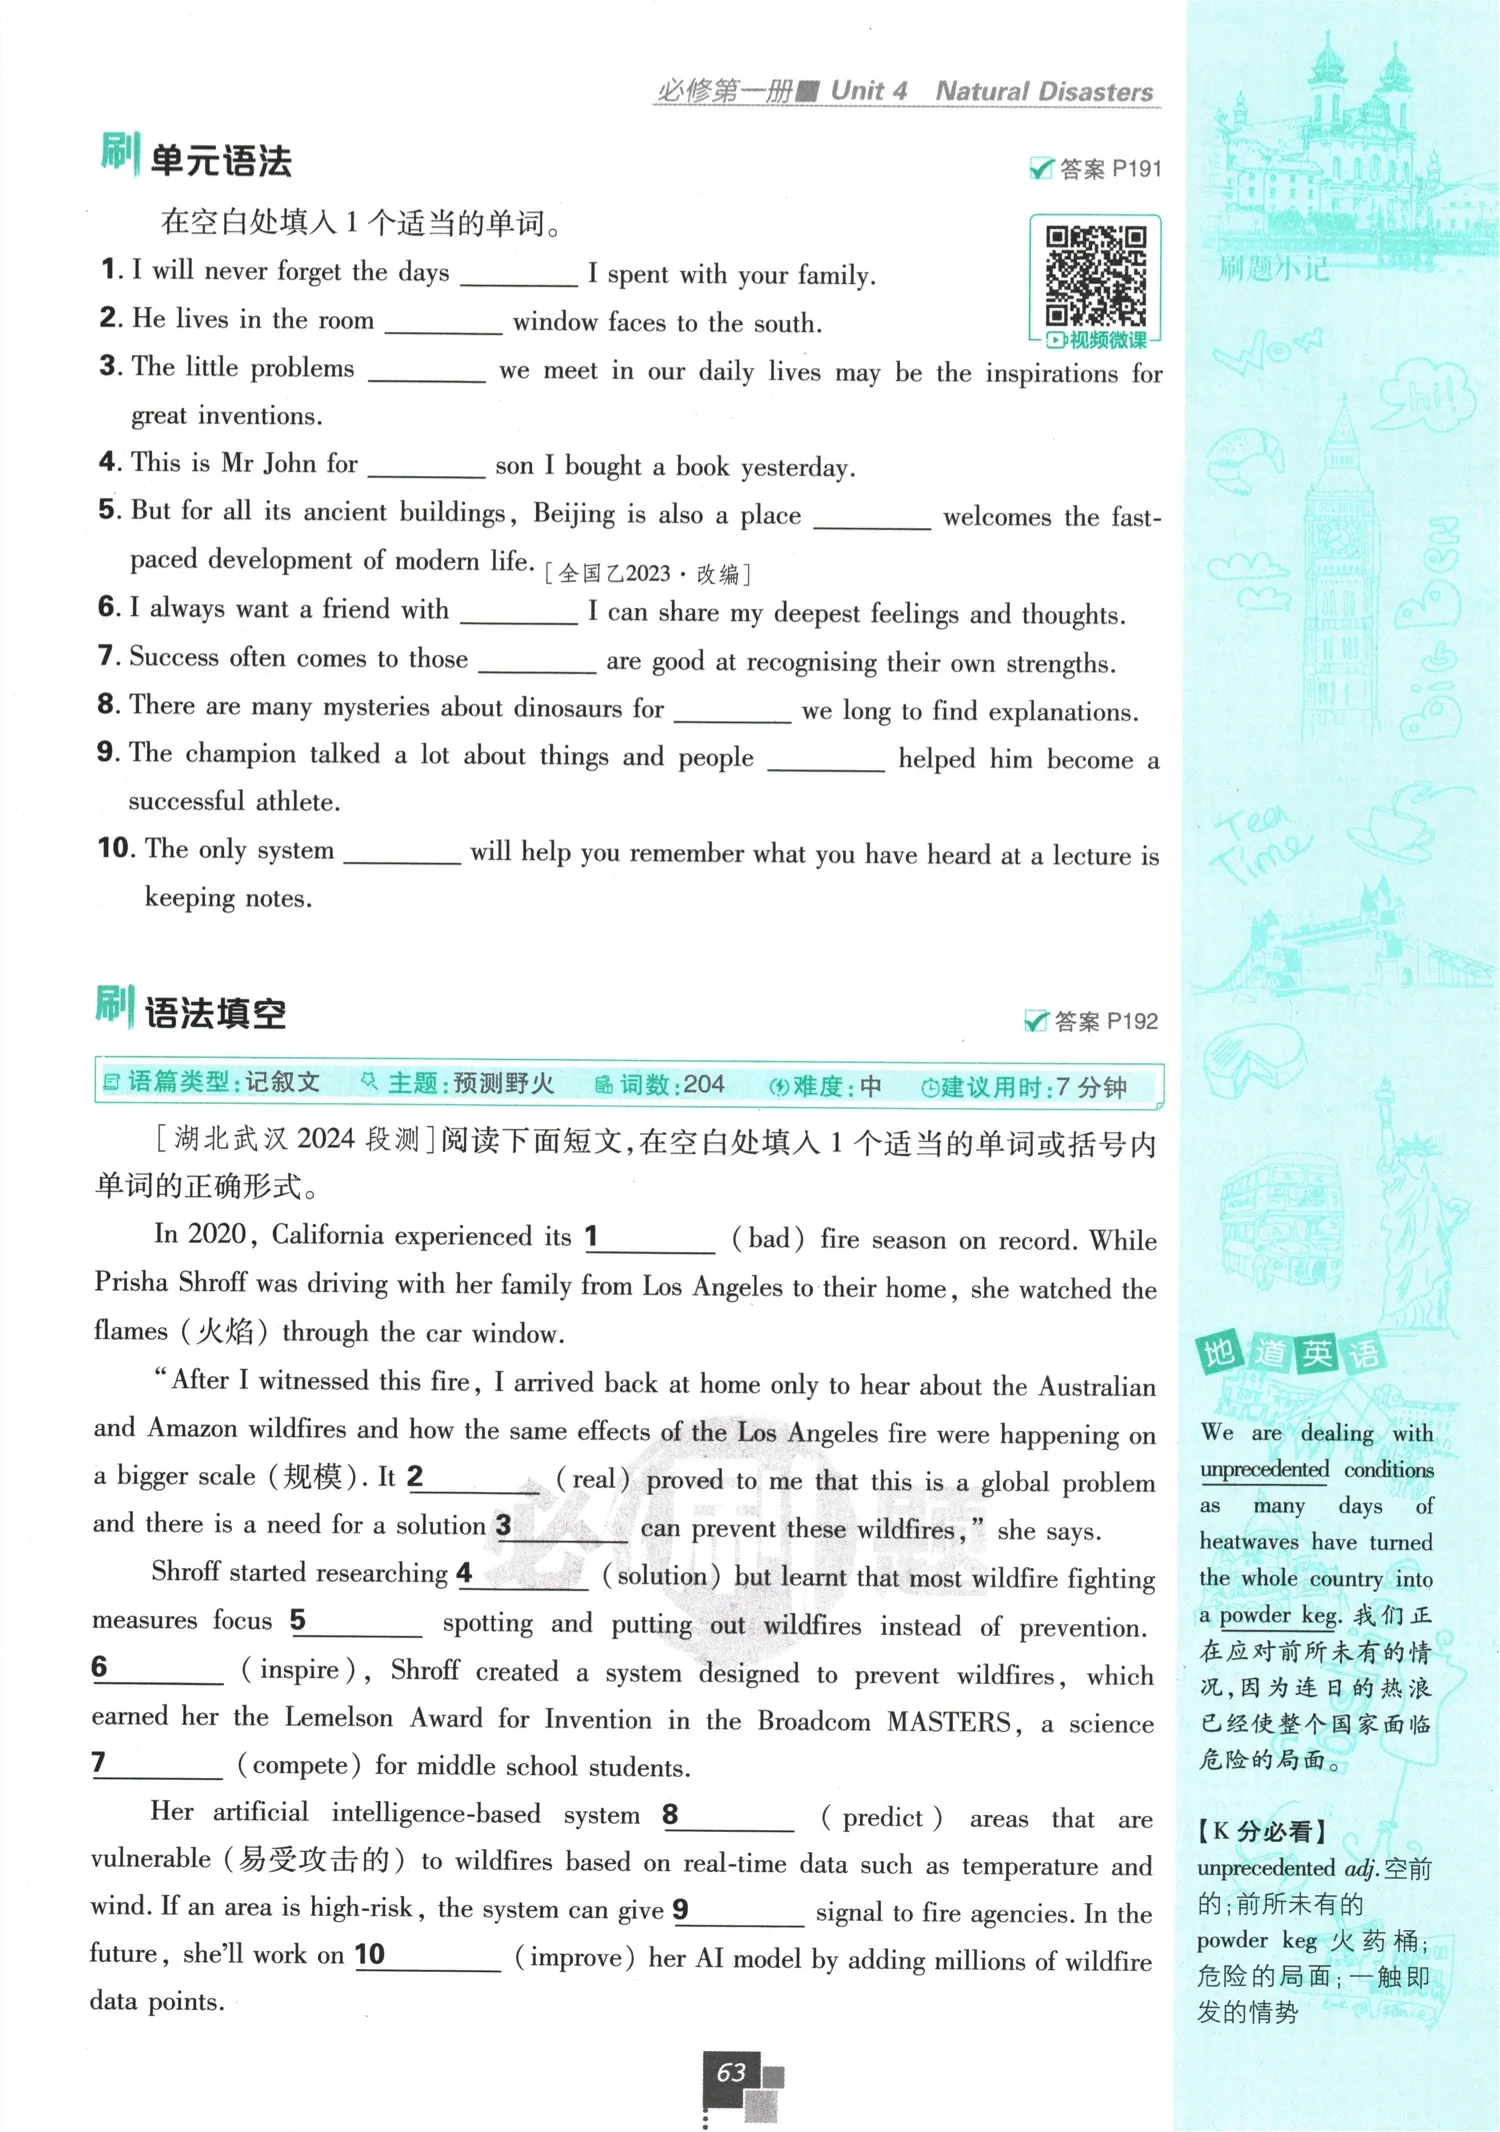 必修第一册 Unit 4 Natural Disasters
刷 单元语法
答案 P191
在空白处填入 1 个适当的单词。
视频微课
1. I will never forget the days ________ I spent with your family.
2. He lives in the room ________ window faces to the south.
3. The little problems ________ we meet in our daily lives may be the inspirations for
great inventions.
4. This is Mr John for ________ son I bought a book yesterday.
5. But for all its ancient buildings, Beijing is also a place ________ welcomes the fast-
paced development of modern life. [全国乙2023·改编]
6. I always want a friend with ________ I can share my deepest feelings and thoughts.
7. Success often comes to those ________ are good at recognising their own strengths.
8. There are many mysteries about dinosaurs for ________ we long to find explanations.
9. The champion talked a lot about things and people ________ helped him become a
successful athlete.
10. The only system ________ will help you remember what you have heard at a lecture is
keeping notes.
刷 语法填空
答案 P192
语篇类型:记叙文 主题:预测野火 词数:204 难度:中 建议用时:7 分钟
[湖北武汉 2024 段测]阅读下面短文,在空白处填入 1 个适当的单词或括号内
单词的正确形式。
In 2020, California experienced its 1________ (bad) fire season on record. While
Prisha Shroff was driving with her family from Los Angeles to their home, she watched the
flames (火焰) through the car window.
“After I witnessed this fire, I arrived back at home only to hear about the Australian
and Amazon wildfires and how the same effects of the Los Angeles fire were happening on
a bigger scale (规模). It 2________ (real) proved to me that this is a global problem
and there is a need for a solution 3________ can prevent these wildfires,” she says.
Shroff started researching 4________ (solution) but learnt that most wildfire fighting
measures focus 5________ spotting and putting out wildfires instead of prevention.
6________ (inspire), Shroff created a system designed to prevent wildfires, which
earned her the Lemelson Award for Invention in the Broadcom MASTERS, a science
7________ (compete) for middle school students.
Her artificial intelligence-based system 8________ (predict) areas that are
vulnerable (易受攻击的) to wildfires based on real-time data such as temperature and
wind. If an area is high-risk, the system can give 9________ signal to fire agencies. In the
future, she’ll work on 10________ (improve) her AI model by adding millions of wildfire
data points.
63
刷题小记
Wow
hi!
Big Ben
Tea
Time
地道英语
We are dealing with
unprecedented conditions
as many days of
heatwaves have turned
the whole country into
a powder keg. 我们正
在应对前所未有的情
况,因为连日的热浪
已经使整个国家面临
危险的局面。
【K 分必看】
unprecedented adj. 空前
的;前所未有的
powder keg 火药桶;
危险的局面;一触即
发的情势
必刷题